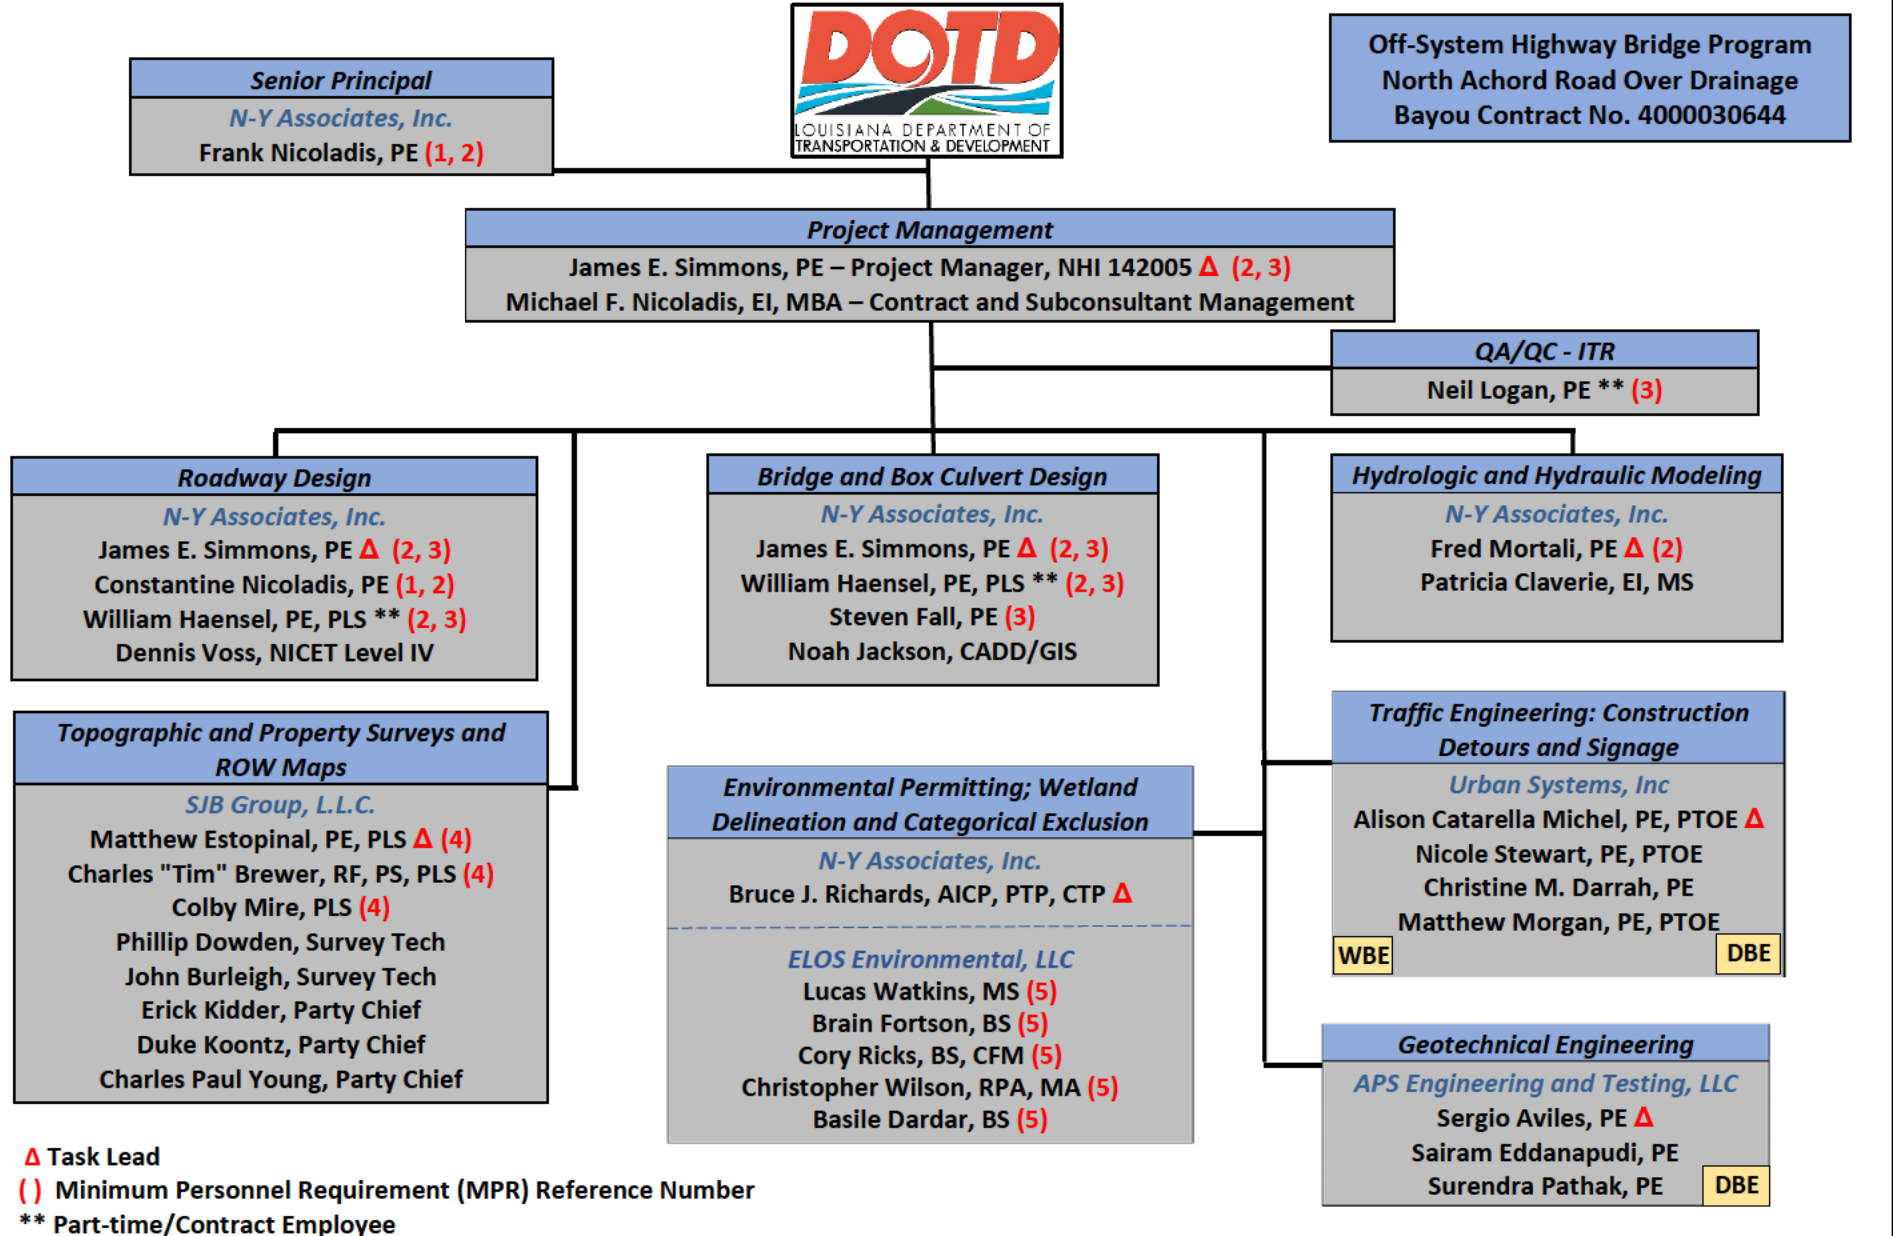 DOTD
LOUISIANA DEPARTMENT OF
TRANSPORTATION & DEVELOPMENT
Off-System Highway Bridge Program
North Achord Road Over Drainage
Bayou Contract No. 4000030644
Senior Principal
N-Y Associates, Inc.
Frank Nicoladis, PE (1, 2)
Project Management
James E. Simmons, PE – Project Manager, NHI 142005 Δ (2, 3)
Michael F. Nicoladis, EI, MBA – Contract and Subconsultant Management
QA/QC - ITR
Neil Logan, PE ** (3)
Roadway Design
N-Y Associates, Inc.
James E. Simmons, PE Δ (2, 3)
Constantine Nicoladis, PE (1, 2)
William Haensel, PE, PLS ** (2, 3)
Dennis Voss, NICET Level IV
Bridge and Box Culvert Design
N-Y Associates, Inc.
James E. Simmons, PE Δ (2, 3)
William Haensel, PE, PLS ** (2, 3)
Steven Fall, PE (3)
Noah Jackson, CADD/GIS
Hydrologic and Hydraulic Modeling
N-Y Associates, Inc.
Fred Mortali, PE Δ (2)
Patricia Claverie, EI, MS
Topographic and Property Surveys and
ROW Maps
SJB Group, L.L.C.
Matthew Estopinal, PE, PLS Δ (4)
Charles "Tim" Brewer, RF, PS, PLS (4)
Colby Mire, PLS (4)
Phillip Dowden, Survey Tech
John Burleigh, Survey Tech
Erick Kidder, Party Chief
Duke Koontz, Party Chief
Charles Paul Young, Party Chief
Environmental Permitting; Wetland
Delineation and Categorical Exclusion
N-Y Associates, Inc.
Bruce J. Richards, AICP, PTP, CTP Δ
ELOS Environmental, LLC
Lucas Watkins, MS (5)
Brain Fortson, BS (5)
Cory Ricks, BS, CFM (5)
Christopher Wilson, RPA, MA (5)
Basile Dardar, BS (5)
Traffic Engineering: Construction
Detours and Signage
Urban Systems, Inc
Alison Catarella Michel, PE, PTOE Δ
Nicole Stewart, PE, PTOE
Christine M. Darrah, PE
Matthew Morgan, PE, PTOE
WBE
DBE
Geotechnical Engineering
APS Engineering and Testing, LLC
Sergio Aviles, PE Δ
Sairam Eddanapudi, PE
Surendra Pathak, PE
DBE
Δ Task Lead
( ) Minimum Personnel Requirement (MPR) Reference Number
** Part-time/Contract Employee